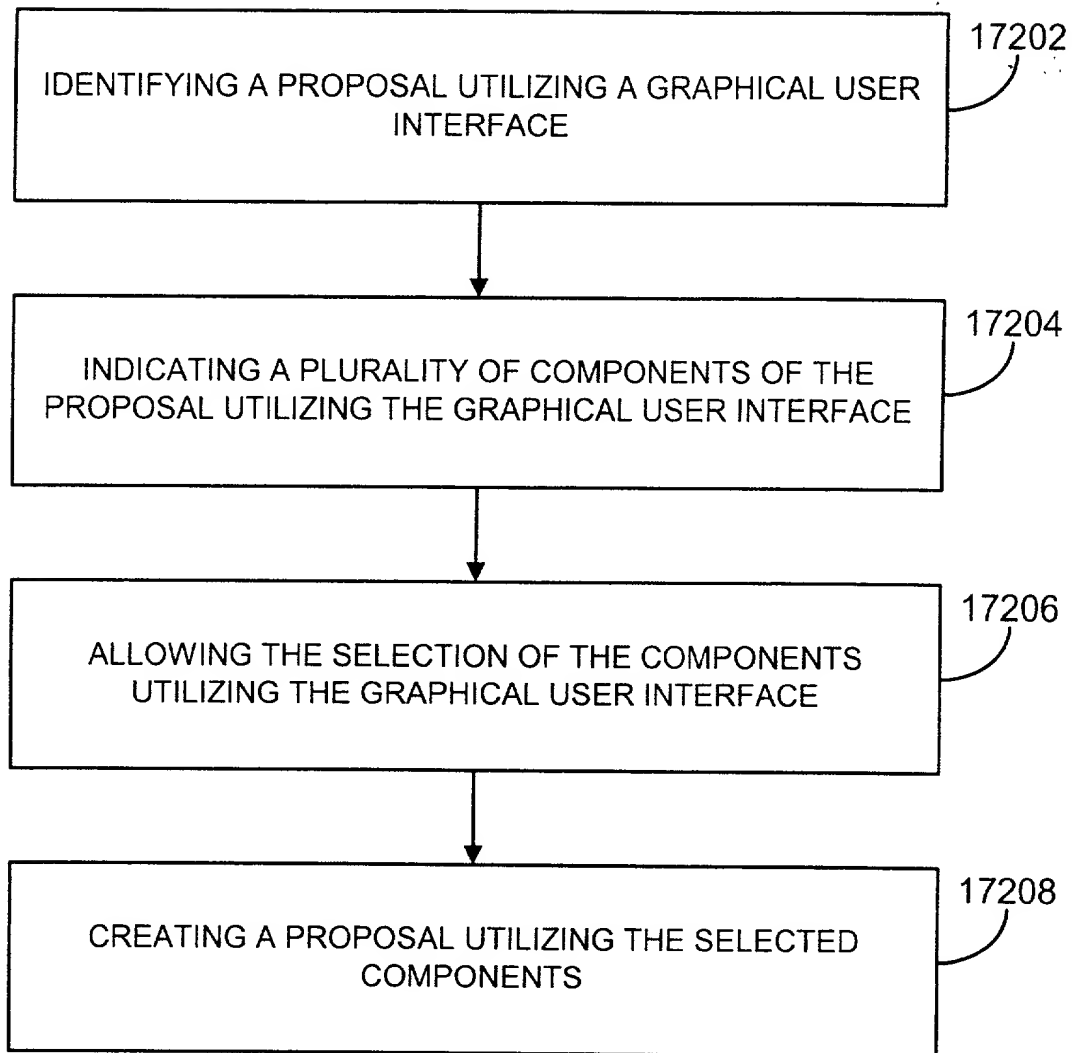 17202
IDENTIFYING A PROPOSAL UTILIZING A GRAPHICAL USER
INTERFACE
17204
INDICATING A PLURALITY OF COMPONENTS OF THE
PROPOSAL UTILIZING THE GRAPHICAL USER INTERFACE
17206
ALLOWING THE SELECTION OF THE COMPONENTS
UTILIZING THE GRAPHICAL USER INTERFACE
17208
CREATING A PROPOSAL UTILIZING THE SELECTED
COMPONENTS